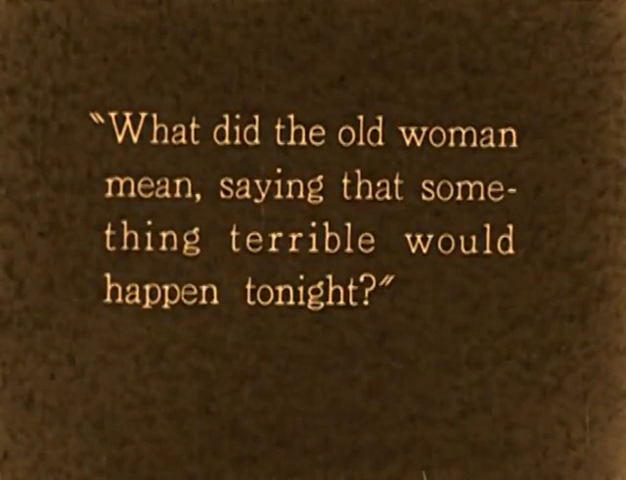 "What did the old woman
mean, saying that some-
thing terrible would
happen tonight?"